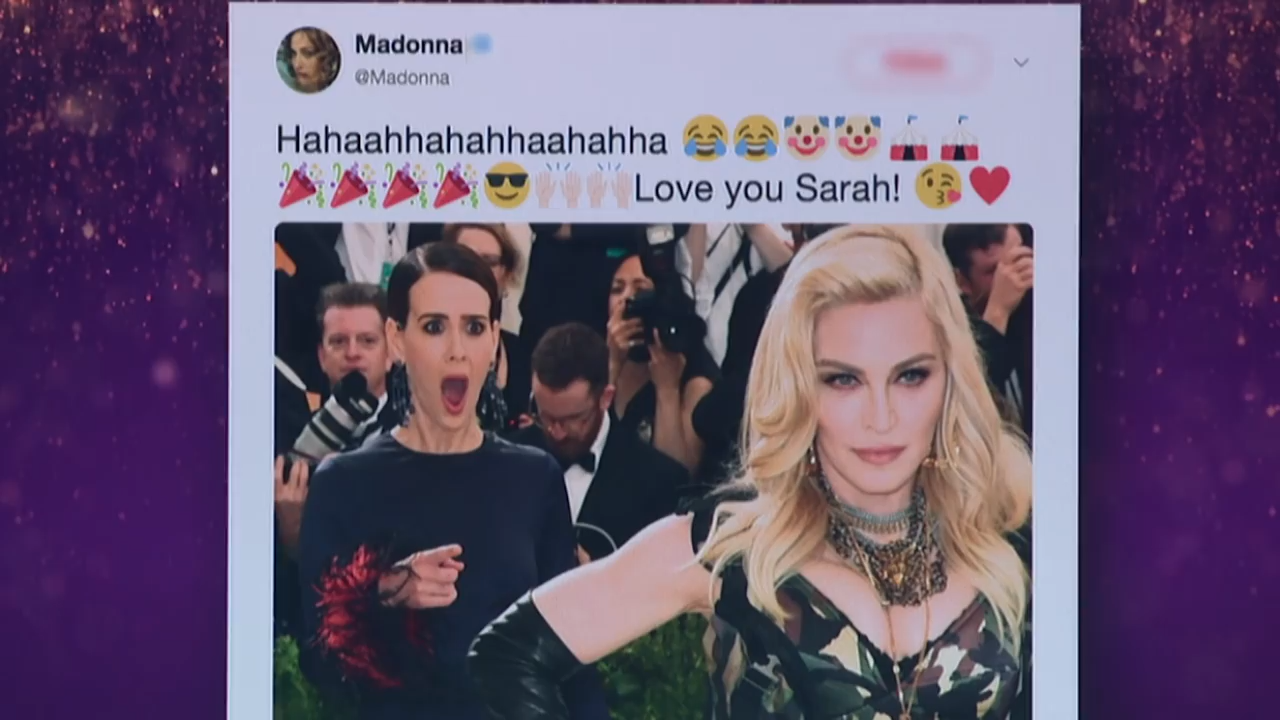 Madonna
@Madonna
Hahaahhahahhaahahha 😂😂🤡🤡🎪🎪
🎉🎉🎉🎉😎🙌🏻🙌🏻Love you Sarah! 😘❤️